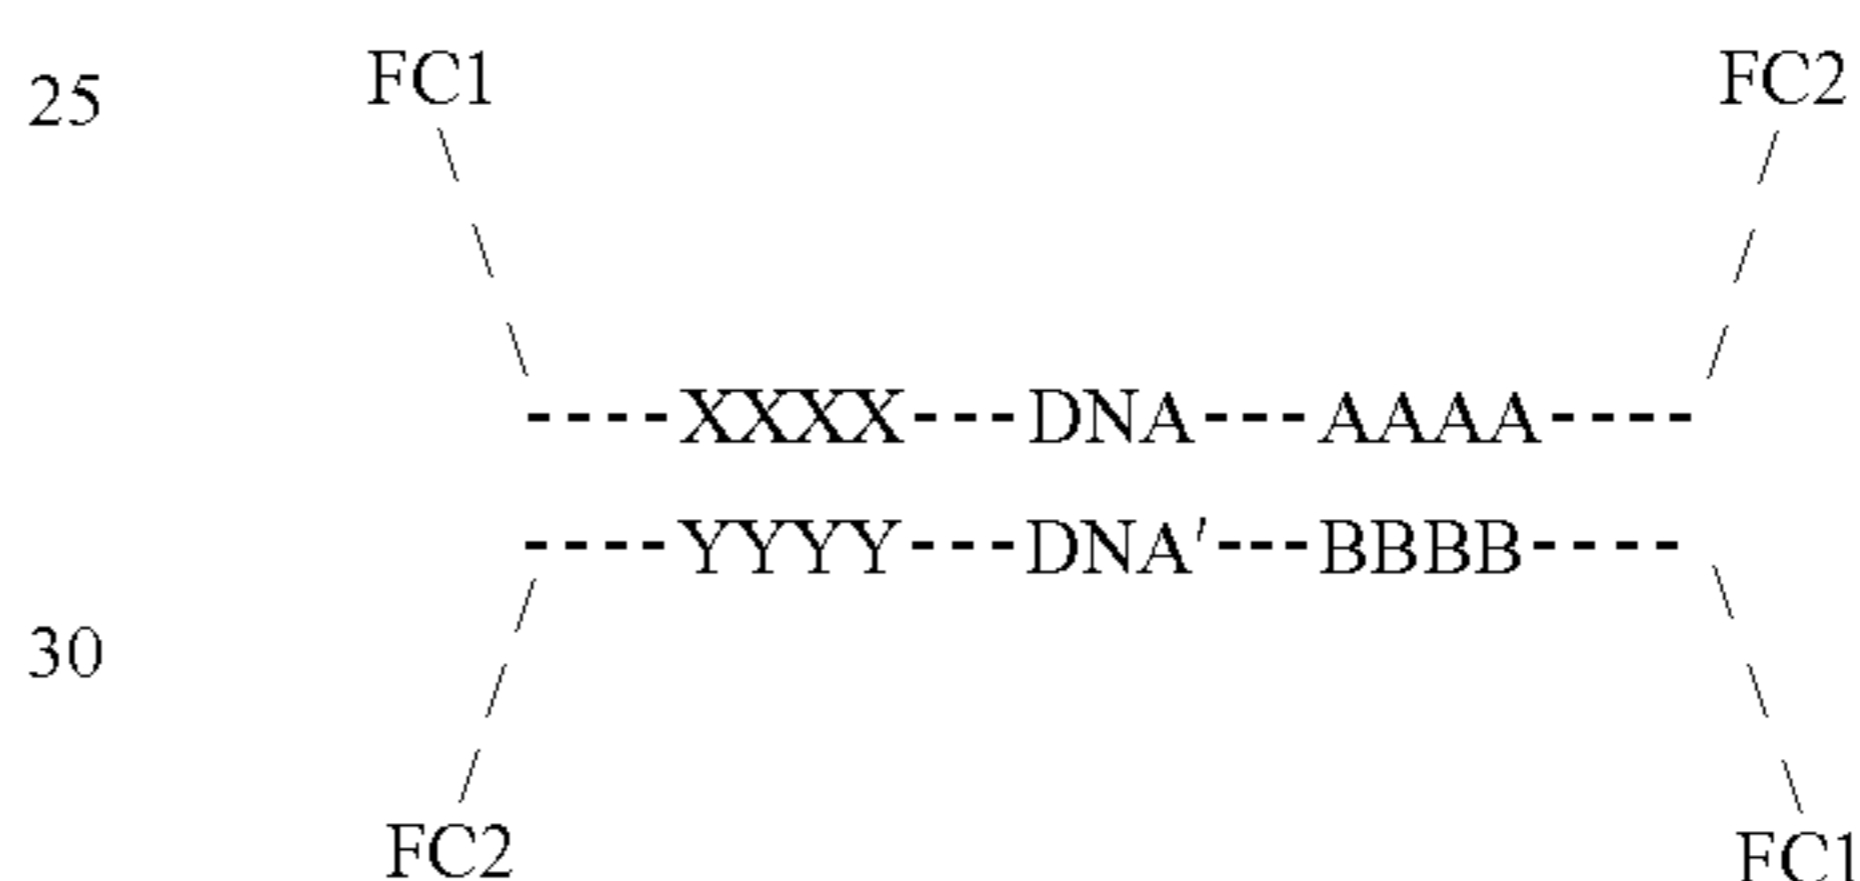 25 FC1 FC2
----XXXX---DNA---AAAA----
----YYYY---DNA'---BBBB----
30
FC2 FC1